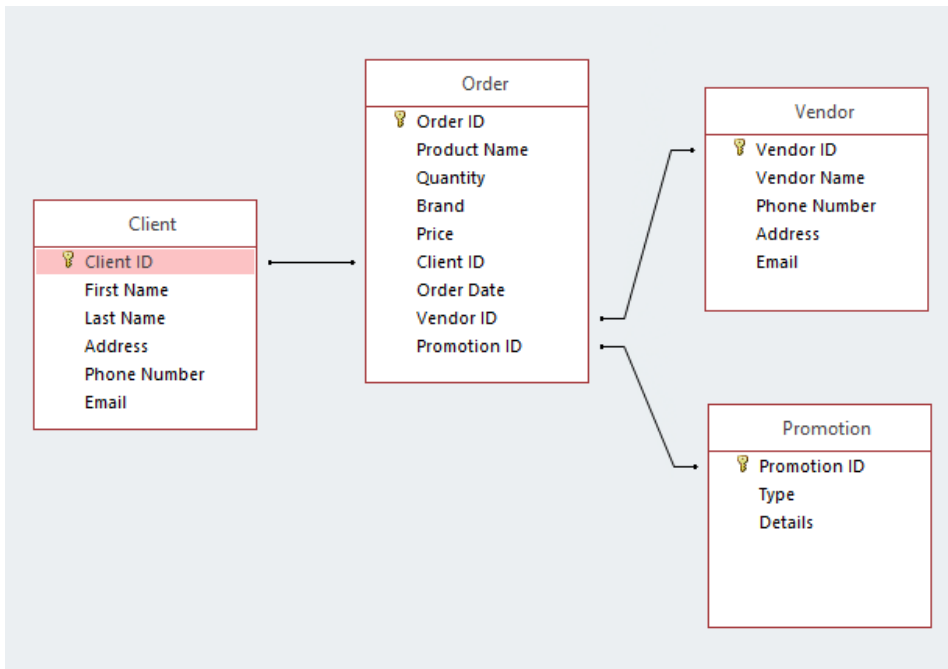 Client
Client ID
First Name
Last Name
Address
Phone Number
Email
Order
Order ID
Product Name
Quantity
Brand
Price
Client ID
Order Date
Vendor ID
Promotion ID
Vendor
Vendor ID
Vendor Name
Phone Number
Address
Email
Promotion
Promotion ID
Type
Details